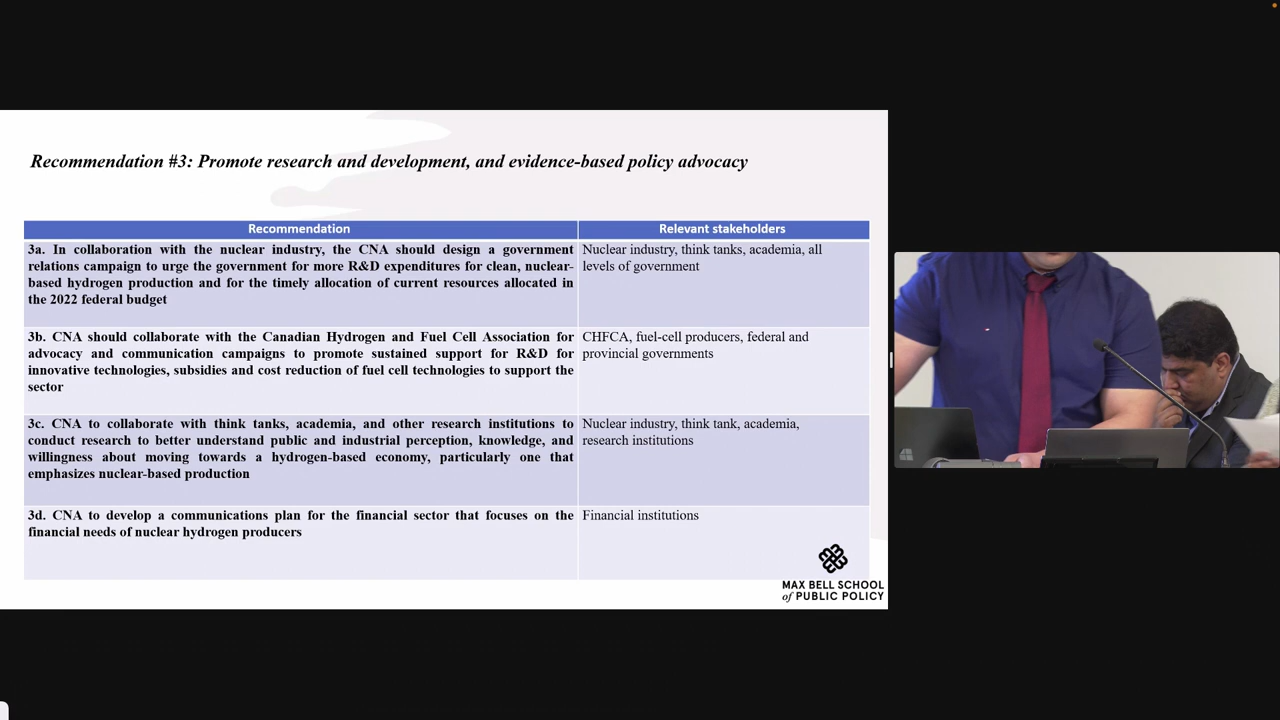 Recommendation #3: Promote research and development, and evidence-based policy advocacy
Recommendation
Relevant stakeholders
3a. In collaboration with the nuclear industry, the CNA should design a government
relations campaign to urge the government for more R&D expenditures for clean, nuclear-
based hydrogen production and for the timely allocation of current resources allocated in
the 2022 federal budget
Nuclear industry, think tanks, academia, all
levels of government
3b. CNA should collaborate with the Canadian Hydrogen and Fuel Cell Association for
advocacy and communication campaigns to promote sustained support for R&D for
innovative technologies, subsidies and cost reduction of fuel cell technologies to support the
sector
CHFCA, fuel-cell producers, federal and
provincial governments
3c. CNA to collaborate with think tanks, academia, and other research institutions to
conduct research to better understand public and industrial perception, knowledge, and
willingness about moving towards a hydrogen-based economy, particularly one that
emphasizes nuclear-based production
Nuclear industry, think tank, academia,
research institutions
3d. CNA to develop a communications plan for the financial sector that focuses on the
financial needs of nuclear hydrogen producers
Financial institutions
MAX BELL SCHOOL
of PUBLIC POLICY